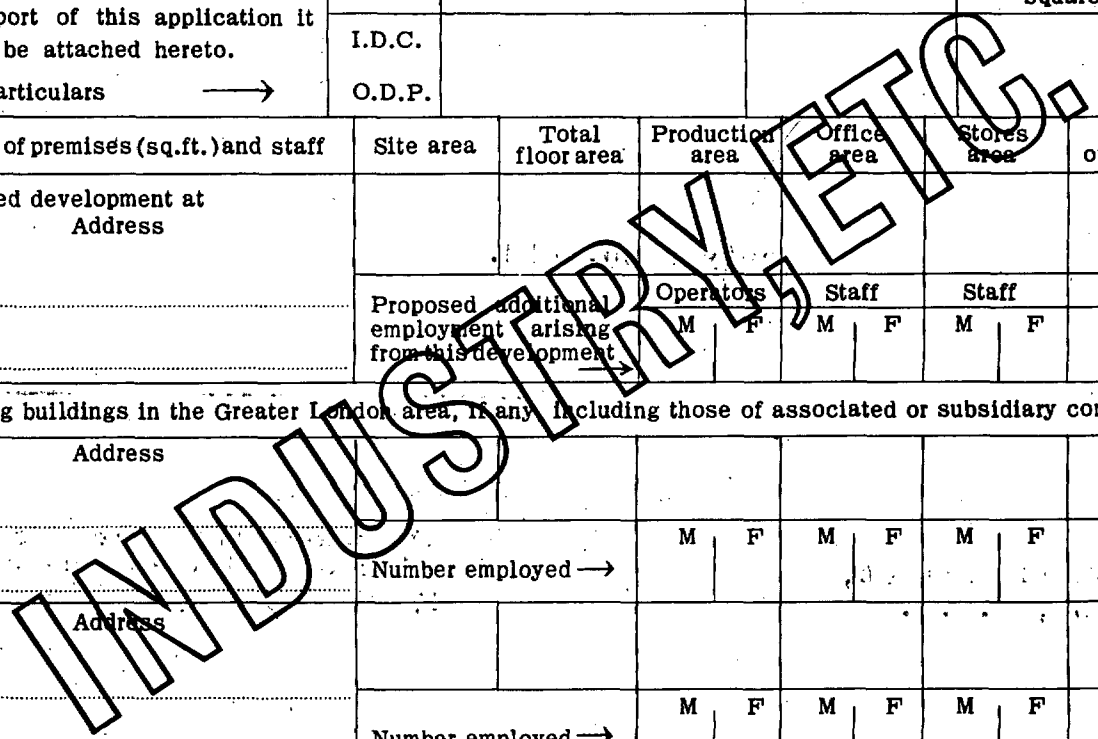 port of this application it
be attached hereto.
articulars →
Square
I.D.C.
O.D.P.
of premises (sq.ft.) and staff
Site area
Total floor area
Production area
Office area
Stores area
o
ed development at
Address
Proposed additional
employment arising
from this development →
Operators
Staff
Staff
M F M F M F
g buildings in the Greater London area, if any, including those of associated or subsidiary con
Address
M F M F M F
Number employed →
Address
M F M F M F
Number employed →
INDUSTRY, ETC.